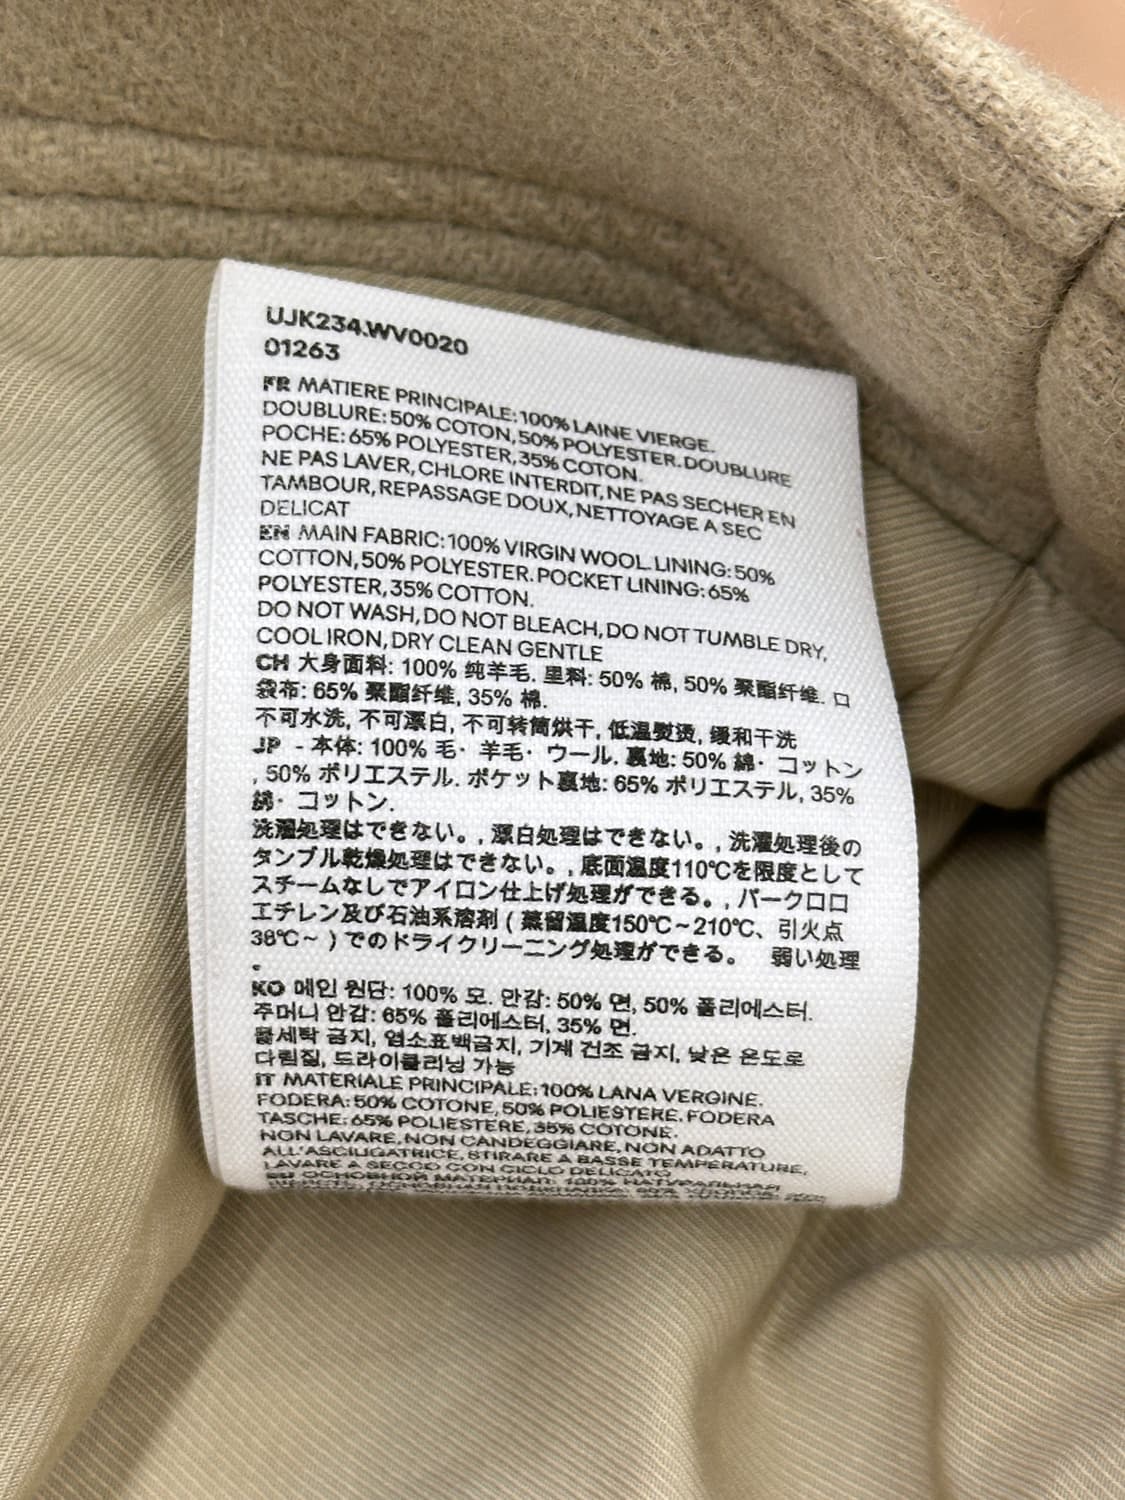 UJK234.WV0020
01263
FR MATIERE PRINCIPALE:100% LAINE VIERGE.
DOUBLURE:50% COTON,50% POLYESTER.DOUBLURE
POCHE:65% POLYESTER,35% COTON.
NE PAS LAVER,CHLORE INTERDIT,NE PAS SECHER EN
TAMBOUR,REPASSAGE DOUX,NETTOYAGE A SEC
DELICAT
EN MAIN FABRIC:100% VIRGIN WOOL.LINING:50%
COTTON,50% POLYESTER.POCKET LINING:65%
POLYESTER,35% COTTON.
DO NOT WASH,DO NOT BLEACH,DO NOT TUMBLE DRY,
COOL IRON,DRY CLEAN GENTLE
CH 大身面料: 100% 纯羊毛. 里料: 50% 棉, 50% 聚酯纤维. 口
袋布: 65% 聚酯纤维, 35% 棉.
不可水洗, 不可漂白, 不可转筒烘干, 低温熨烫, 缓和干洗
JP - 本体: 100% 毛・羊毛・ウール. 裏地: 50% 綿・コットン
, 50% ポリエステル. ポケット裏地: 65% ポリエステル, 35%
綿・コットン.
洗濯処理はできない。, 漂白処理はできない。, 洗濯処理後の
タンブル乾燥処理はできない。, 底面温度110℃を限度として
スチームなしでアイロン仕上げ処理ができる。, パークロロ
エチレン及び石油系溶剤 ( 蒸留温度150℃~210℃、引火点
38℃~ ) でのドライクリーニング処理ができる。 弱い処理
。
KO 메인 원단: 100% 모. 안감: 50% 면, 50% 폴리에스터.
주머니 안감: 65% 폴리에스터, 35% 면.
물세탁 금지, 염소표백금지, 기계 건조 금지, 낮은 온도로
다림질, 드라이클리닝 가능
IT MATERIALE PRINCIPALE:100% LANA VERGINE.
FODERA:50% COTONE,50% POLIESTERE.FODERA
TASCHE:65% POLIESTERE,35% COTONE.
NON LAVARE,NON CANDEGGIARE,NON ADATTO
ALL'ASCIUGATRICE,STIRARE A BASSE TEMPERATURE,
LAVARE A SECCO CON CICLO DELICATO
ОСНОВНОЙ МАТЕРИАЛ: 100% НАТУРАЛЬНАЯ